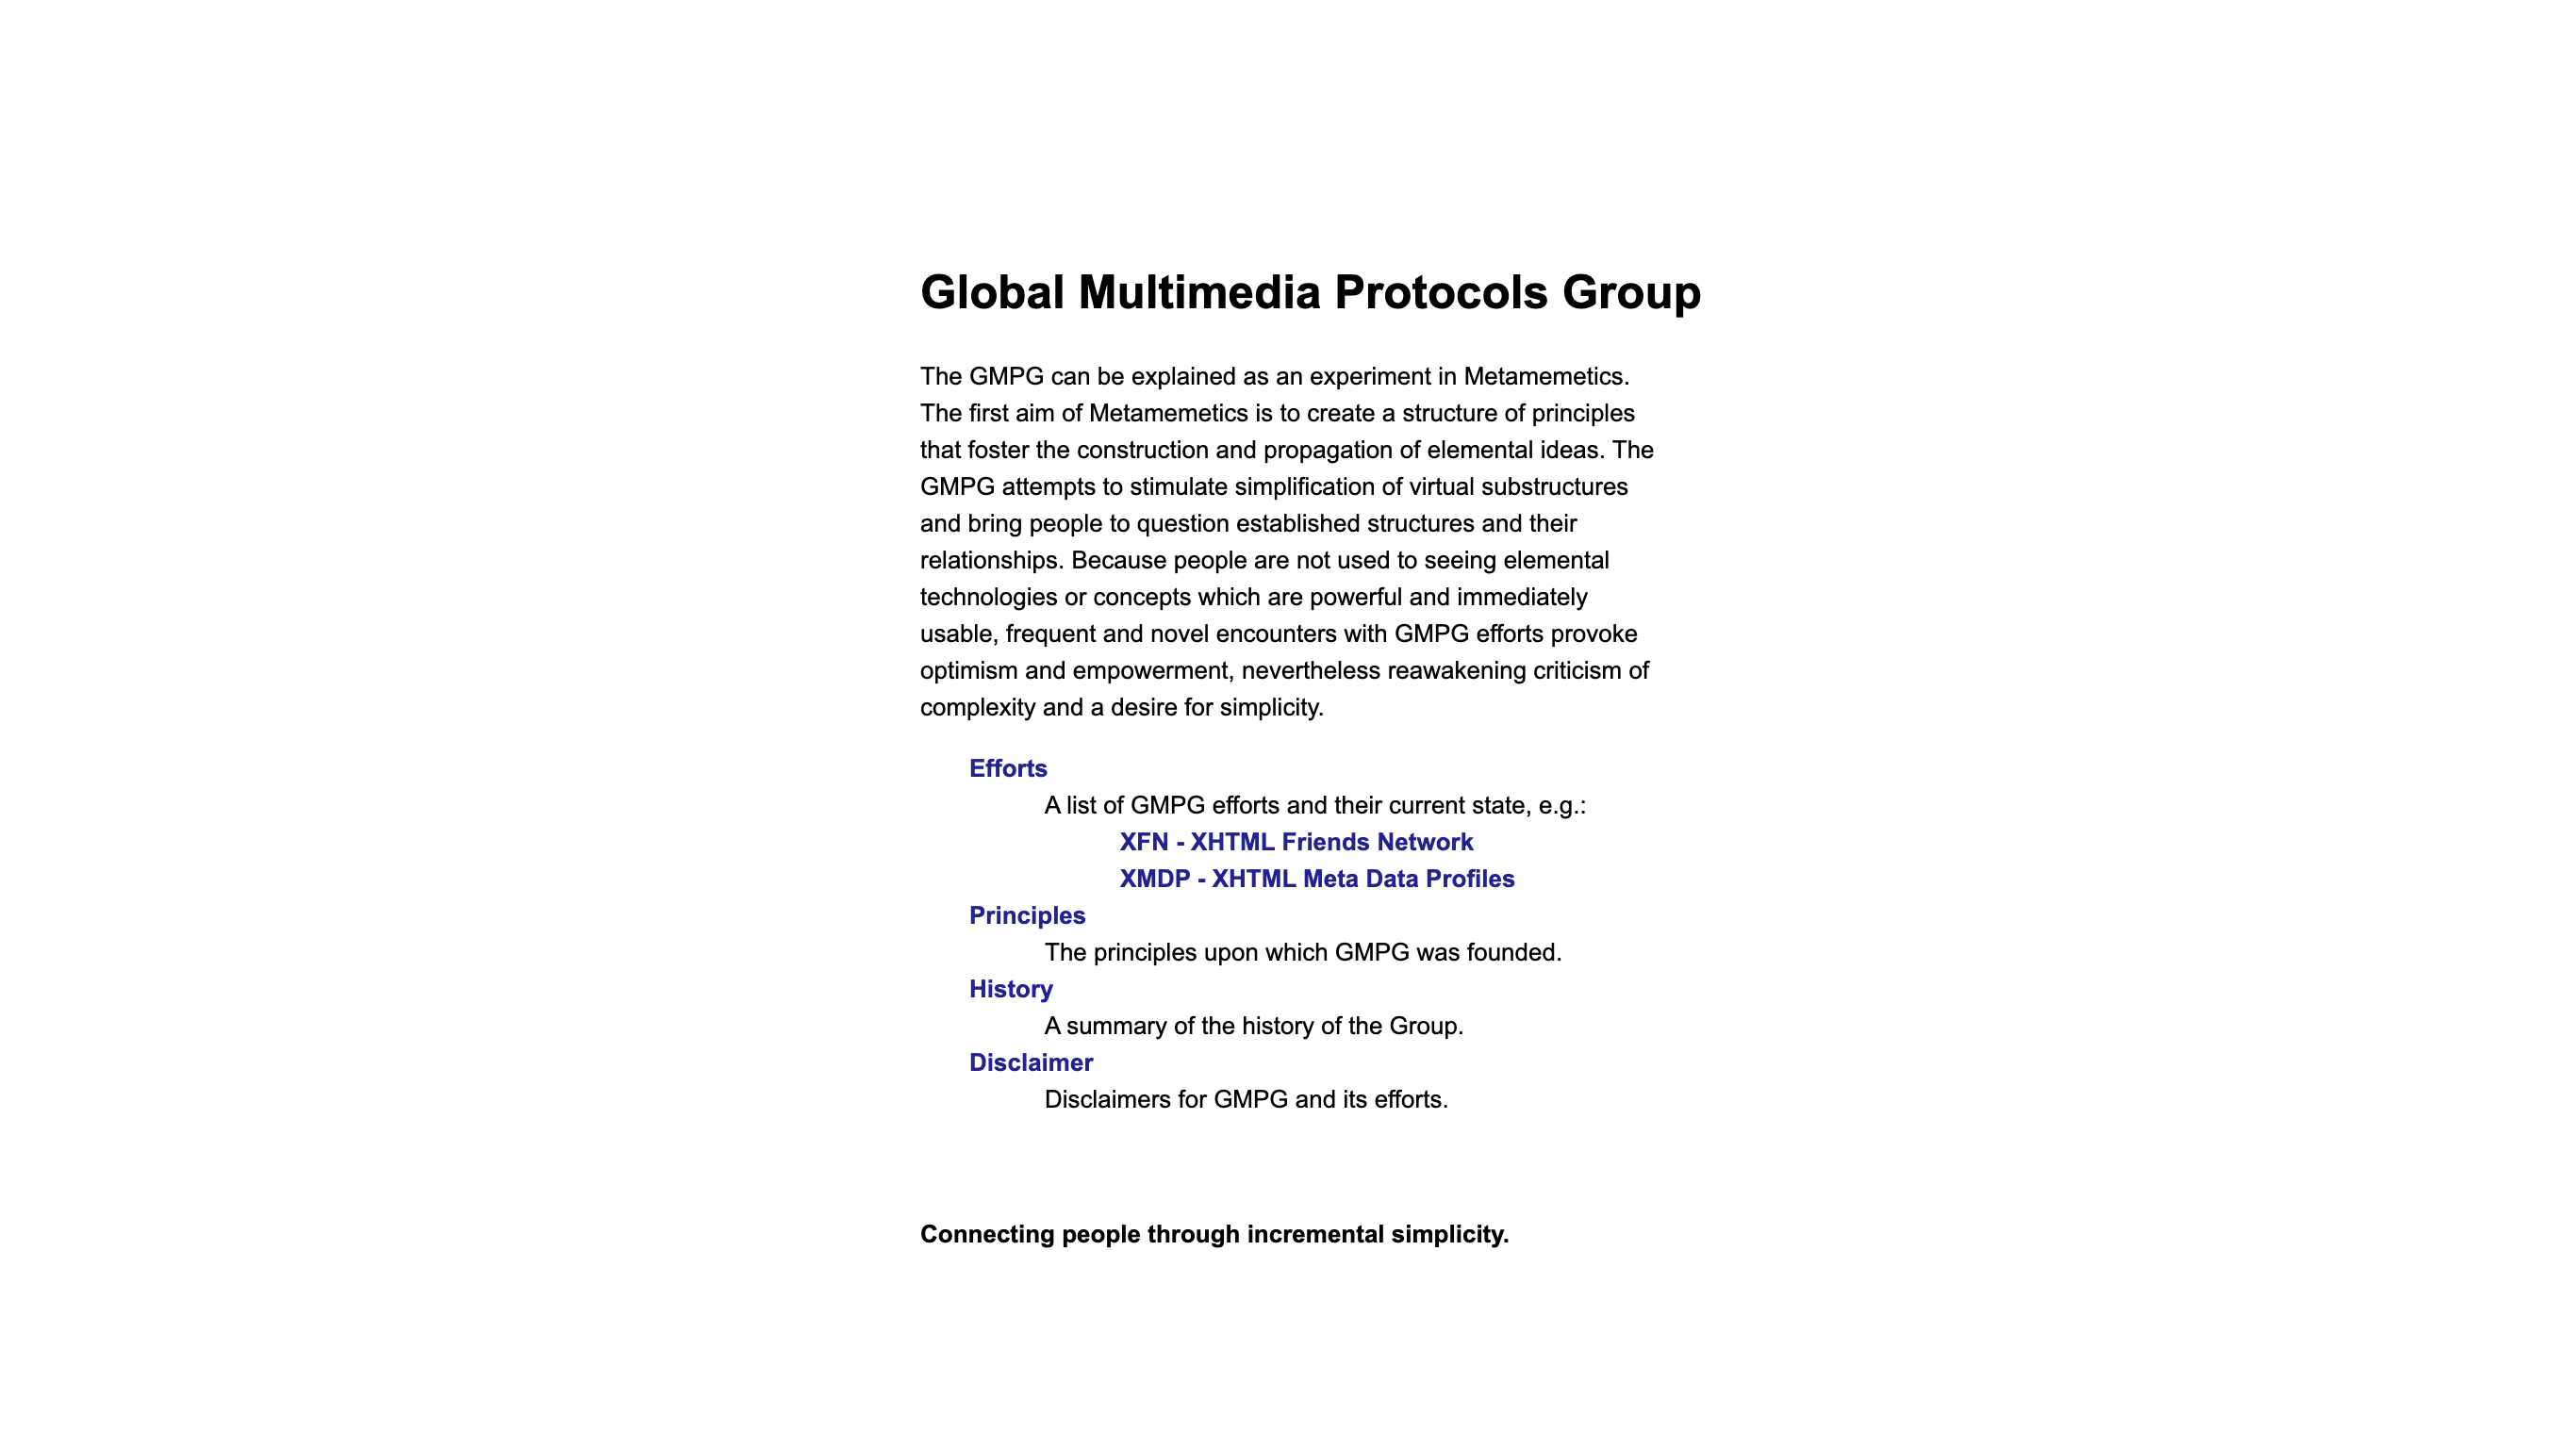 Global Multimedia Protocols Group
The GMPG can be explained as an experiment in Metamemetics.
The first aim of Metamemetics is to create a structure of principles
that foster the construction and propagation of elemental ideas. The
GMPG attempts to stimulate simplification of virtual substructures
and bring people to question established structures and their
relationships. Because people are not used to seeing elemental
technologies or concepts which are powerful and immediately
usable, frequent and novel encounters with GMPG efforts provoke
optimism and empowerment, nevertheless reawakening criticism of
complexity and a desire for simplicity.
Efforts
A list of GMPG efforts and their current state, e.g.:
XFN - XHTML Friends Network
XMDP - XHTML Meta Data Profiles
Principles
The principles upon which GMPG was founded.
History
A summary of the history of the Group.
Disclaimer
Disclaimers for GMPG and its efforts.
Connecting people through incremental simplicity.